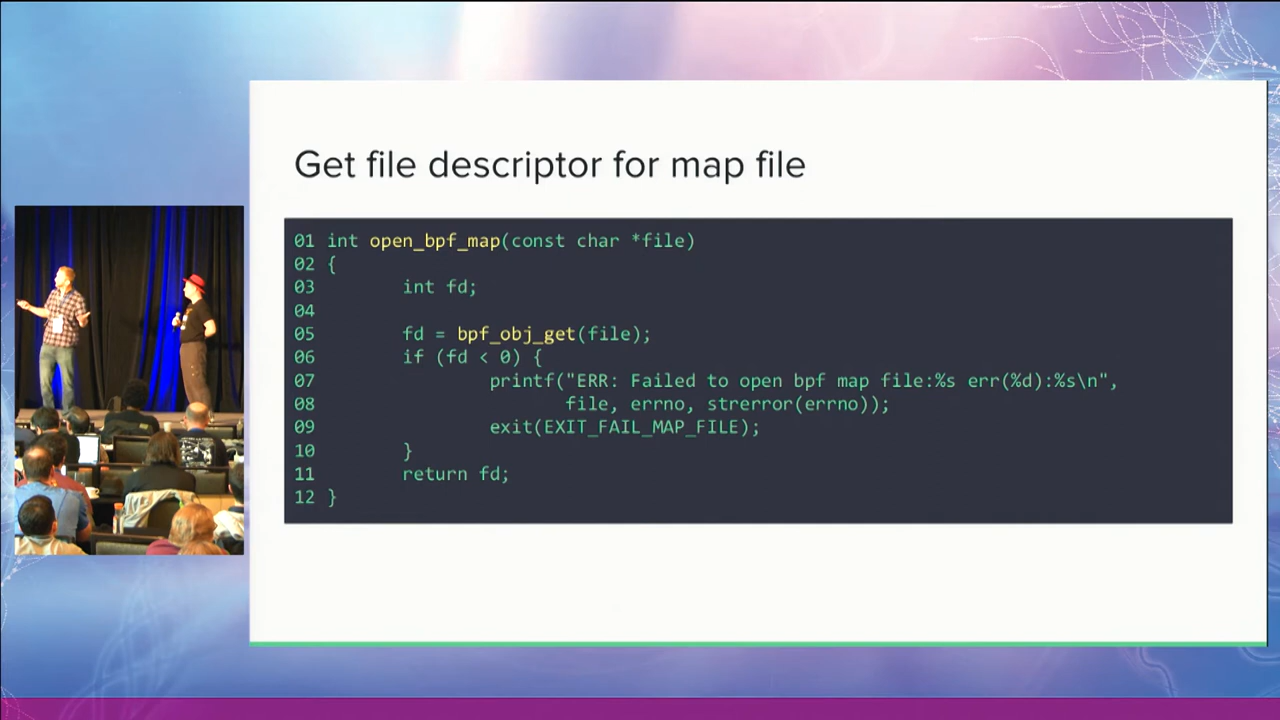 Get file descriptor for map file
01 int open_bpf_map(const char *file)
02 {
03 int fd;
04
05 fd = bpf_obj_get(file);
06 if (fd < 0) {
07 printf("ERR: Failed to open bpf map file:%s err(%d):%s\n",
08 file, errno, strerror(errno));
09 exit(EXIT_FAIL_MAP_FILE);
10 }
11 return fd;
12 }